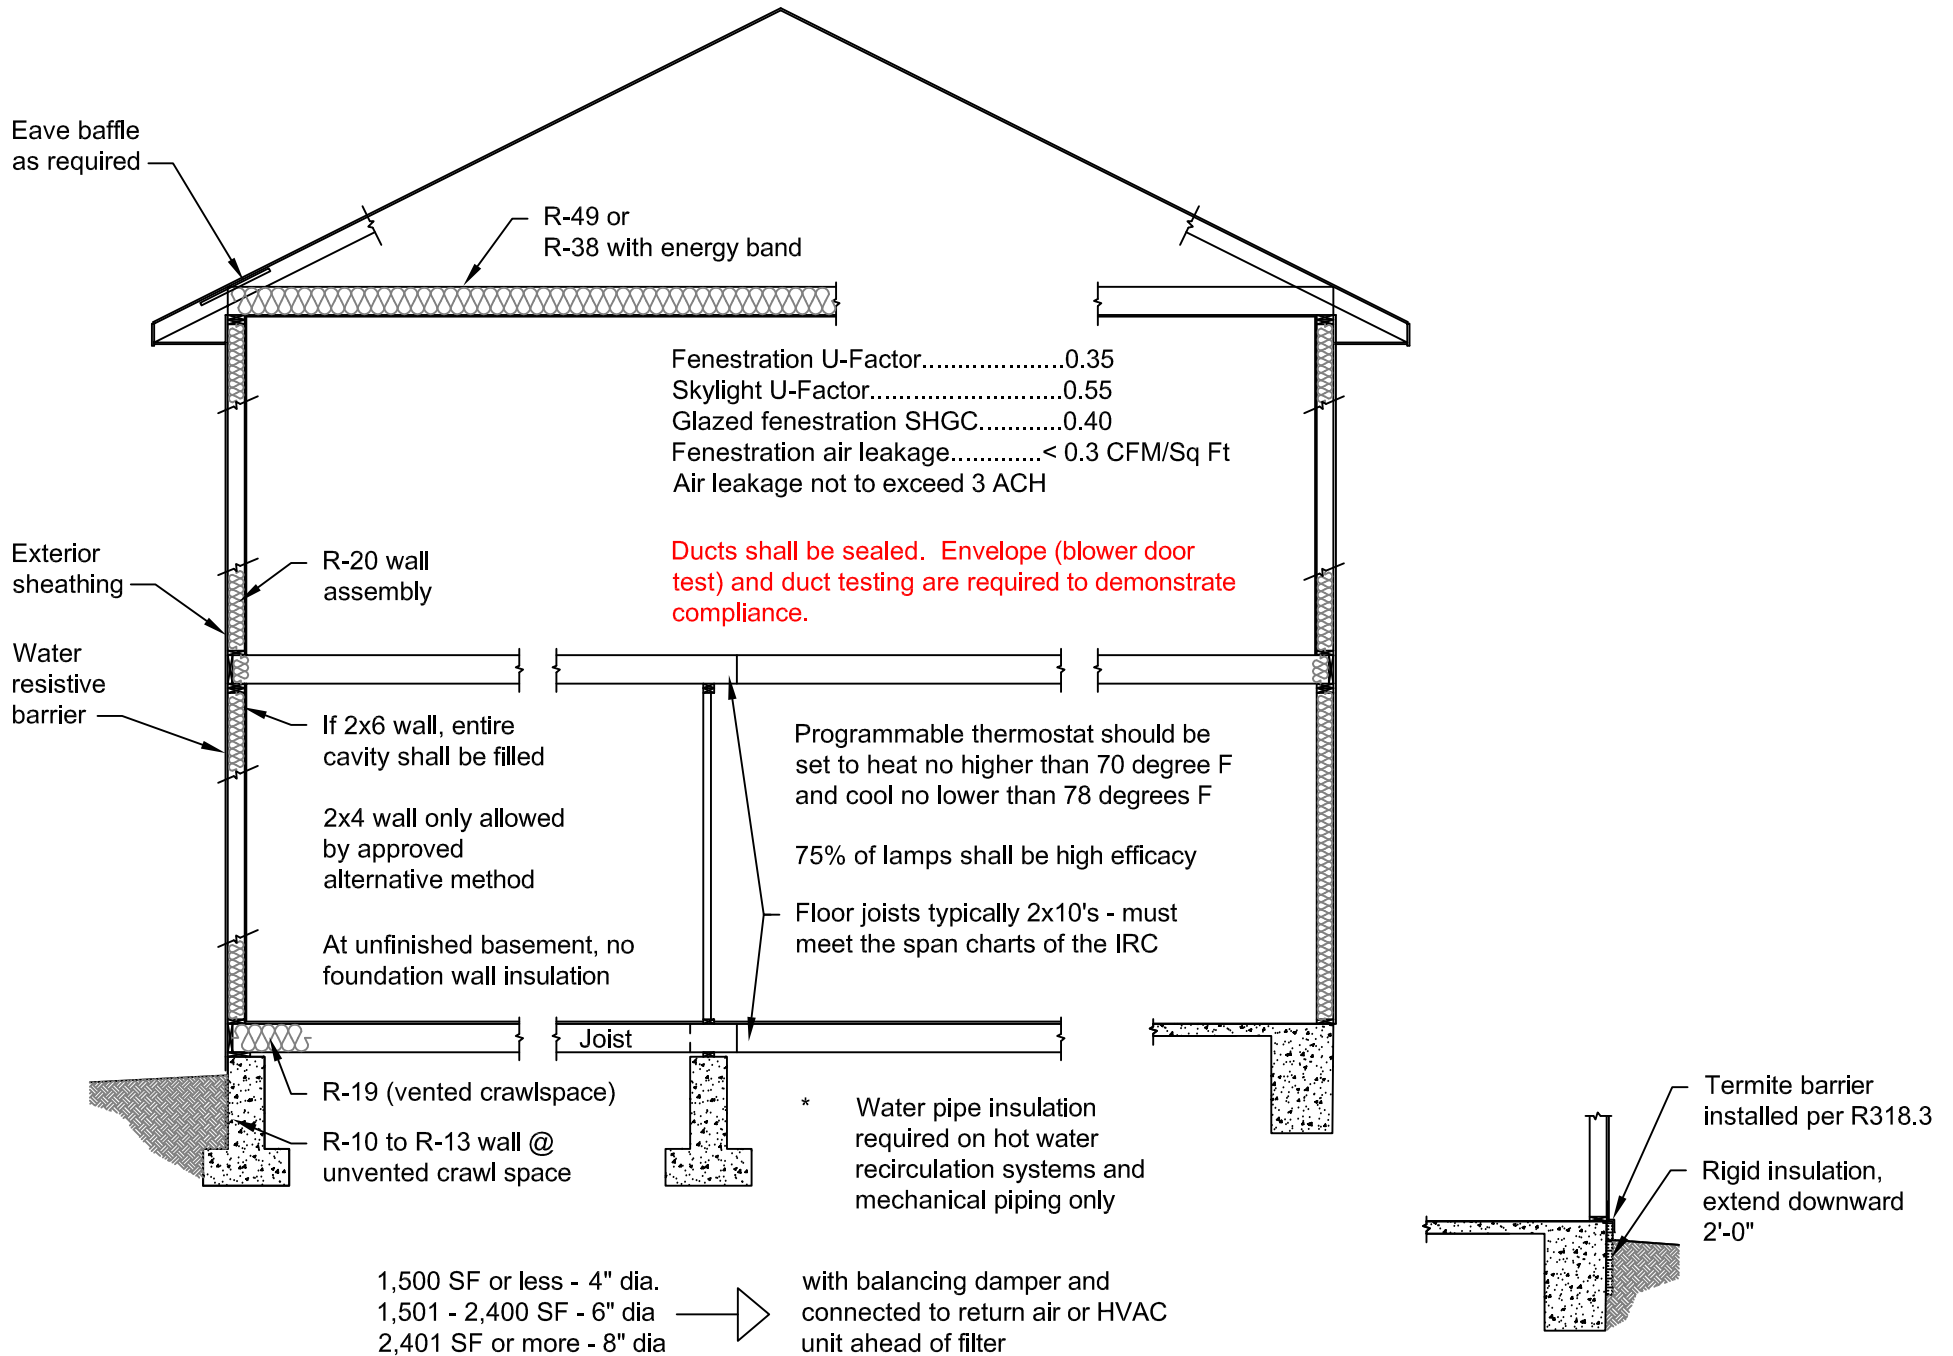 Eave baffle
as required
R-49 or
R-38 with energy band
Fenestration U-Factor....................0.35
Skylight U-Factor...........................0.55
Glazed fenestration SHGC............0.40
Fenestration air leakage.............< 0.3 CFM/Sq Ft
Air leakage not to exceed 3 ACH
Ducts shall be sealed.  Envelope (blower door
test) and duct testing are required to demonstrate
compliance.
Exterior
sheathing
R-20 wall
assembly
Water
resistive
barrier
If 2x6 wall, entire
cavity shall be filled
2x4 wall only allowed
by approved
alternative method
At unfinished basement, no
foundation wall insulation
Programmable thermostat should be
set to heat no higher than 70 degree F
and cool no lower than 78 degrees F
75% of lamps shall be high efficacy
Floor joists typically 2x10's - must
meet the span charts of the IRC
Joist
R-19 (vented crawlspace)
R-10 to R-13 wall @
unvented crawl space
* Water pipe insulation
required on hot water
recirculation systems and
mechanical piping only
Termite barrier
installed per R318.3
Rigid insulation,
extend downward
2'-0"
1,500 SF or less - 4" dia.
1,501 - 2,400 SF - 6" dia
2,401 SF or more - 8" dia
with balancing damper and
connected to return air or HVAC
unit ahead of filter